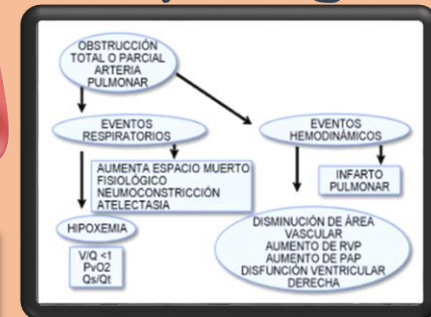 OBSTRUCCIÓN
TOTAL O PARCIAL
ARTERIA
PULMONAR
EVENTOS
RESPIRATORIOS
EVENTOS
HEMODINÁMICOS
AUMENTA ESPACIO MUERTO
FISIOLÓGICO
NEUMOCONSTRICCIÓN
ATELECTASIA
INFARTO
PULMONAR
HIPOXEMIA
V/Q <1
PvO2
Qs/Qt
DISMINUCIÓN DE ÁREA
VASCULAR
AUMENTO DE RVP
AUMENTO DE PAP
DISFUNCIÓN VENTRICULAR
DERECHA